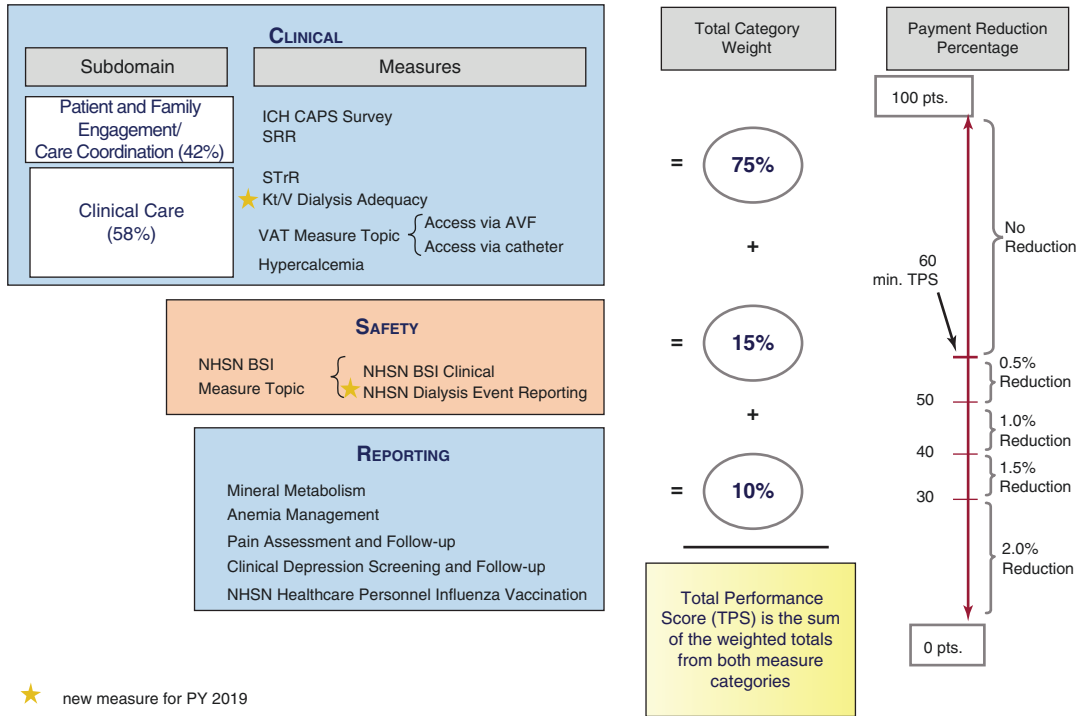 CLINICAL
Subdomain
Measures
Patient and Family
Engagement/
Care Coordination (42%)
ICH CAPS Survey
SRR
Clinical Care
(58%)
STrR
Kt/V Dialysis Adequacy
VAT Measure Topic
Access via AVF
Access via catheter
Hypercalcemia
SAFETY
NHSN BSI
Measure Topic
NHSN BSI Clinical
NHSN Dialysis Event Reporting
REPORTING
Mineral Metabolism
Anemia Management
Pain Assessment and Follow-up
Clinical Depression Screening and Follow-up
NHSN Healthcare Personnel Influenza Vaccination
new measure for PY 2019
Total Category
Weight
= 75%
+
= 15%
+
= 10%
Total Performance
Score (TPS) is the sum
of the weighted totals
from both measure
categories
Payment Reduction
Percentage
100 pts.
No
Reduction
60
min. TPS
0.5%
Reduction
50
1.0%
Reduction
40
1.5%
Reduction
30
2.0%
Reduction
0 pts.